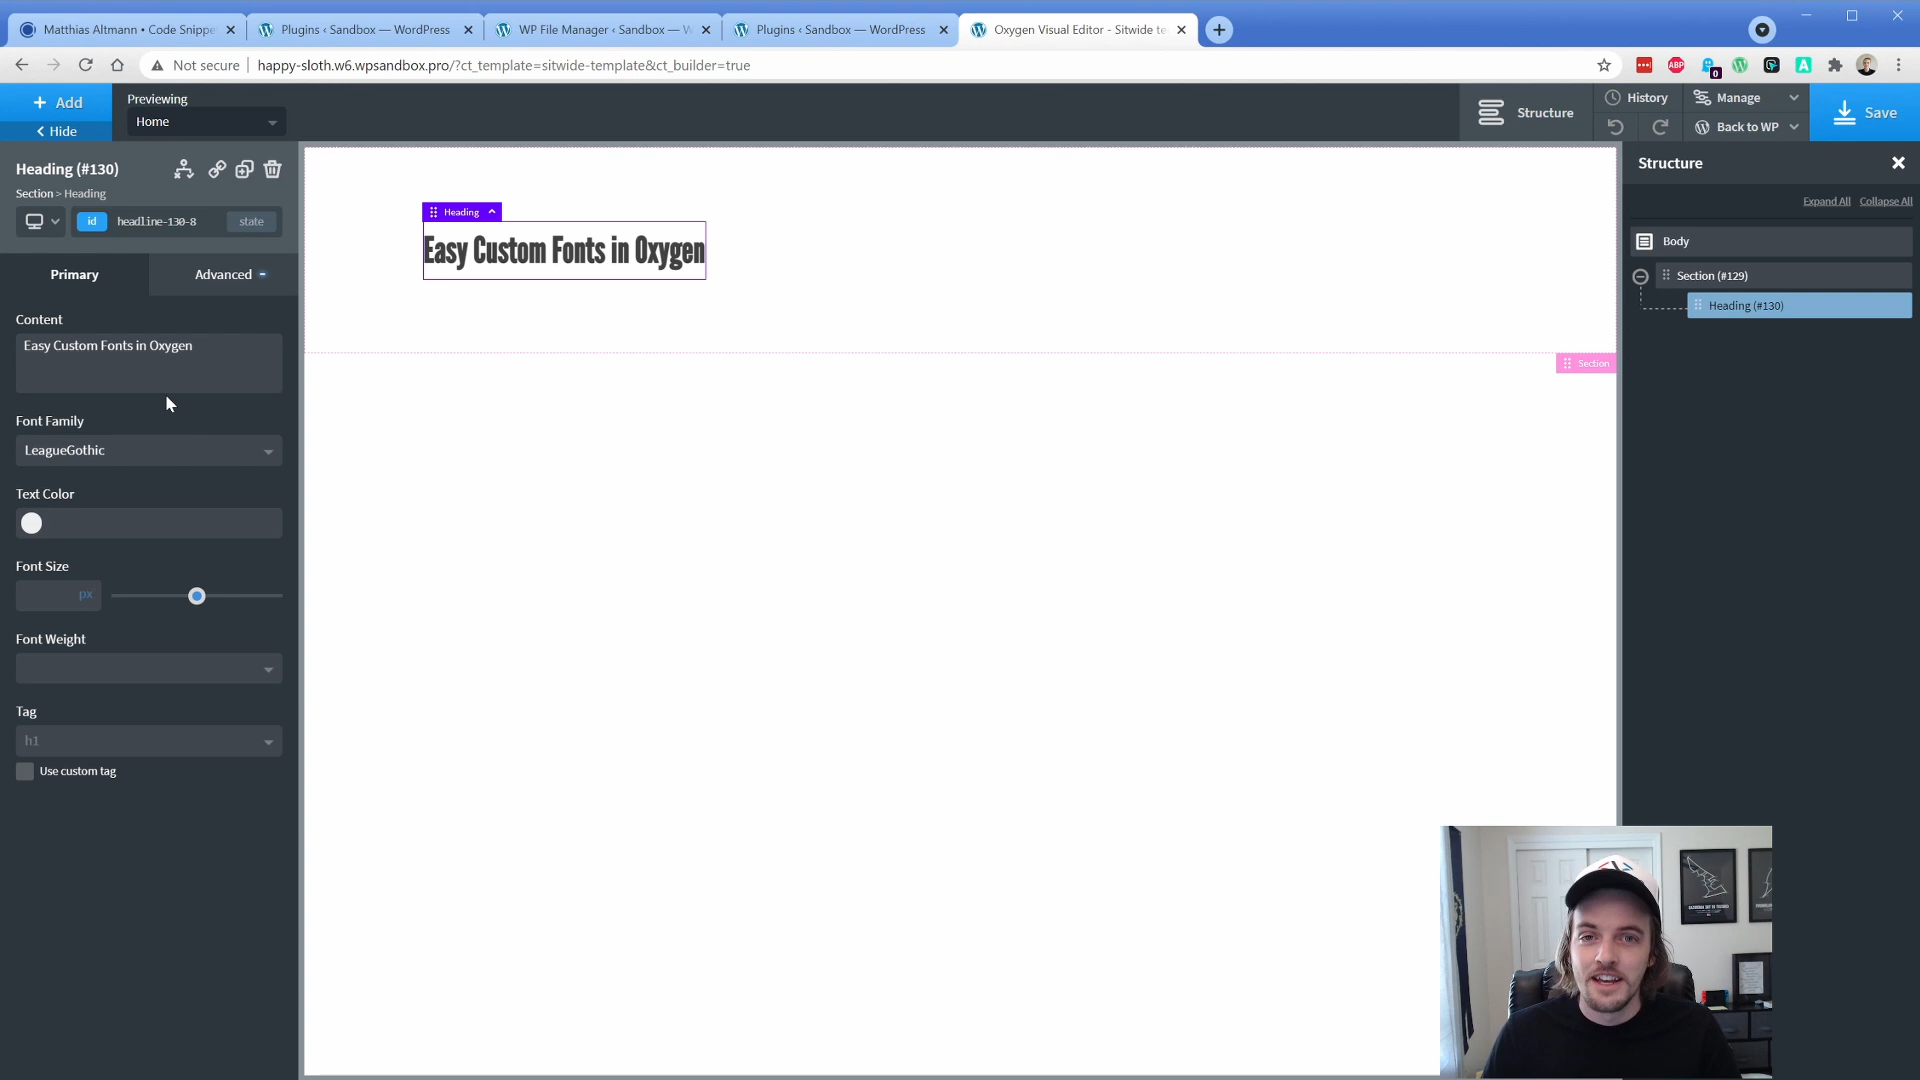 Matthias Altmann • Code Snippe
Plugins ‹ Sandbox — WordPress
WP File Manager ‹ Sandbox — W
Plugins ‹ Sandbox — WordPress
Oxygen Visual Editor - Sitwide te
Not secure
happy-sloth.w6.wpsandbox.pro/?ct_template=sitwide-template&ct_builder=true
ABP
0
+ Add
Hide
Previewing
Home
Structure
History
Manage
Back to WP
Save
Heading (#130)
Section > Heading
id
headline-130-8
state
Primary
Advanced
Content
Easy Custom Fonts in Oxygen
Font Family
LeagueGothic
Text Color
Font Size
px
Font Weight
Tag
h1
Use custom tag
Heading
Easy Custom Fonts in Oxygen
Section
Structure
Expand All
Collapse All
Body
Section (#129)
Heading (#130)